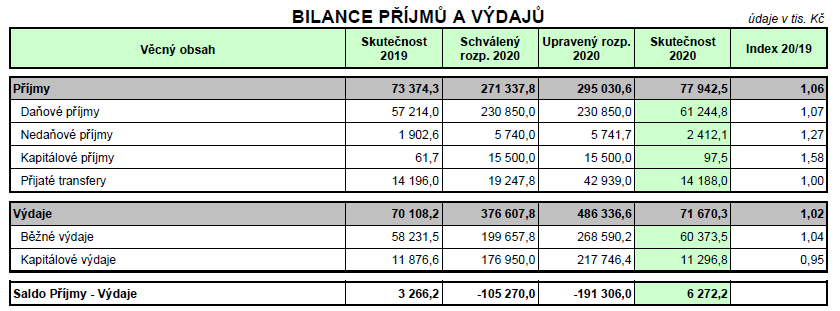 BILANCE PŘÍJMŮ A VÝDAJŮ
údaje v tis. Kč
Věcný obsah Skutečnost 2019 Schválený rozp. 2020 Upravený rozp. 2020 Skutečnost 2020 Index 20/19
Příjmy 73 374,3 271 337,8 295 030,6 77 942,5 1,06
Daňové příjmy 57 214,0 230 850,0 230 850,0 61 244,8 1,07
Nedaňové příjmy 1 902,6 5 740,0 5 741,7 2 412,1 1,27
Kapitálové příjmy 61,7 15 500,0 15 500,0 97,5 1,58
Přijaté transfery 14 196,0 19 247,8 42 939,0 14 188,0 1,00
Výdaje 70 108,2 376 607,8 486 336,6 71 670,3 1,02
Běžné výdaje 58 231,5 199 657,8 268 590,2 60 373,5 1,04
Kapitálové výdaje 11 876,6 176 950,0 217 746,4 11 296,8 0,95
Saldo Příjmy - Výdaje 3 266,2 -105 270,0 -191 306,0 6 272,2